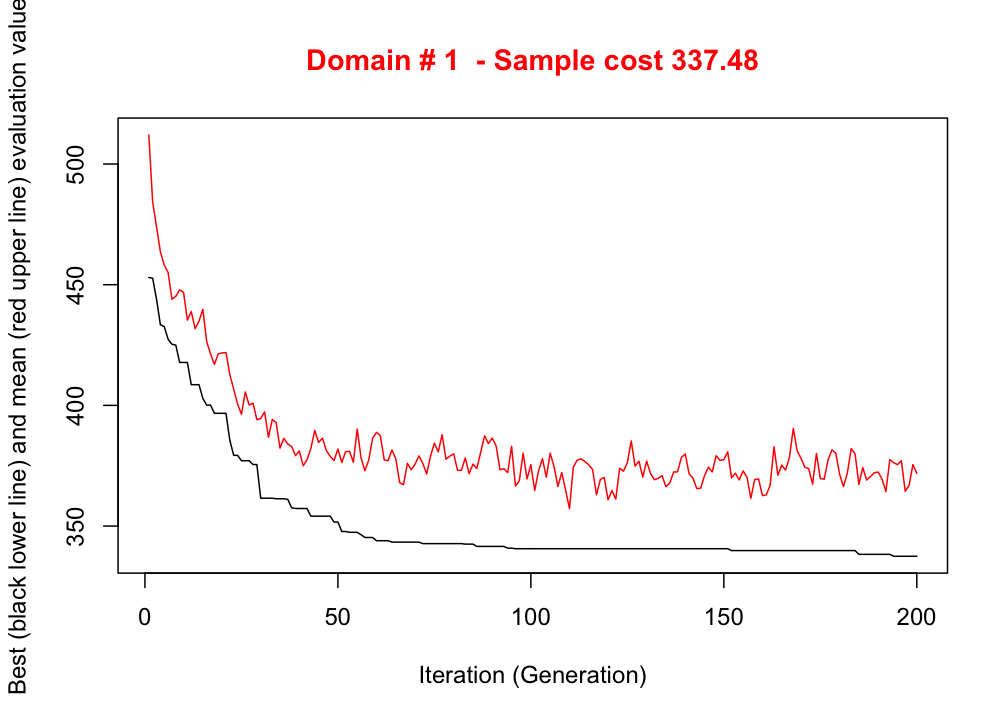 Domain # 1  - Sample cost 337.48
Best (black lower line) and mean (red upper line) evaluation value
500
450
400
350
0 50 100 150 200
Iteration (Generation)